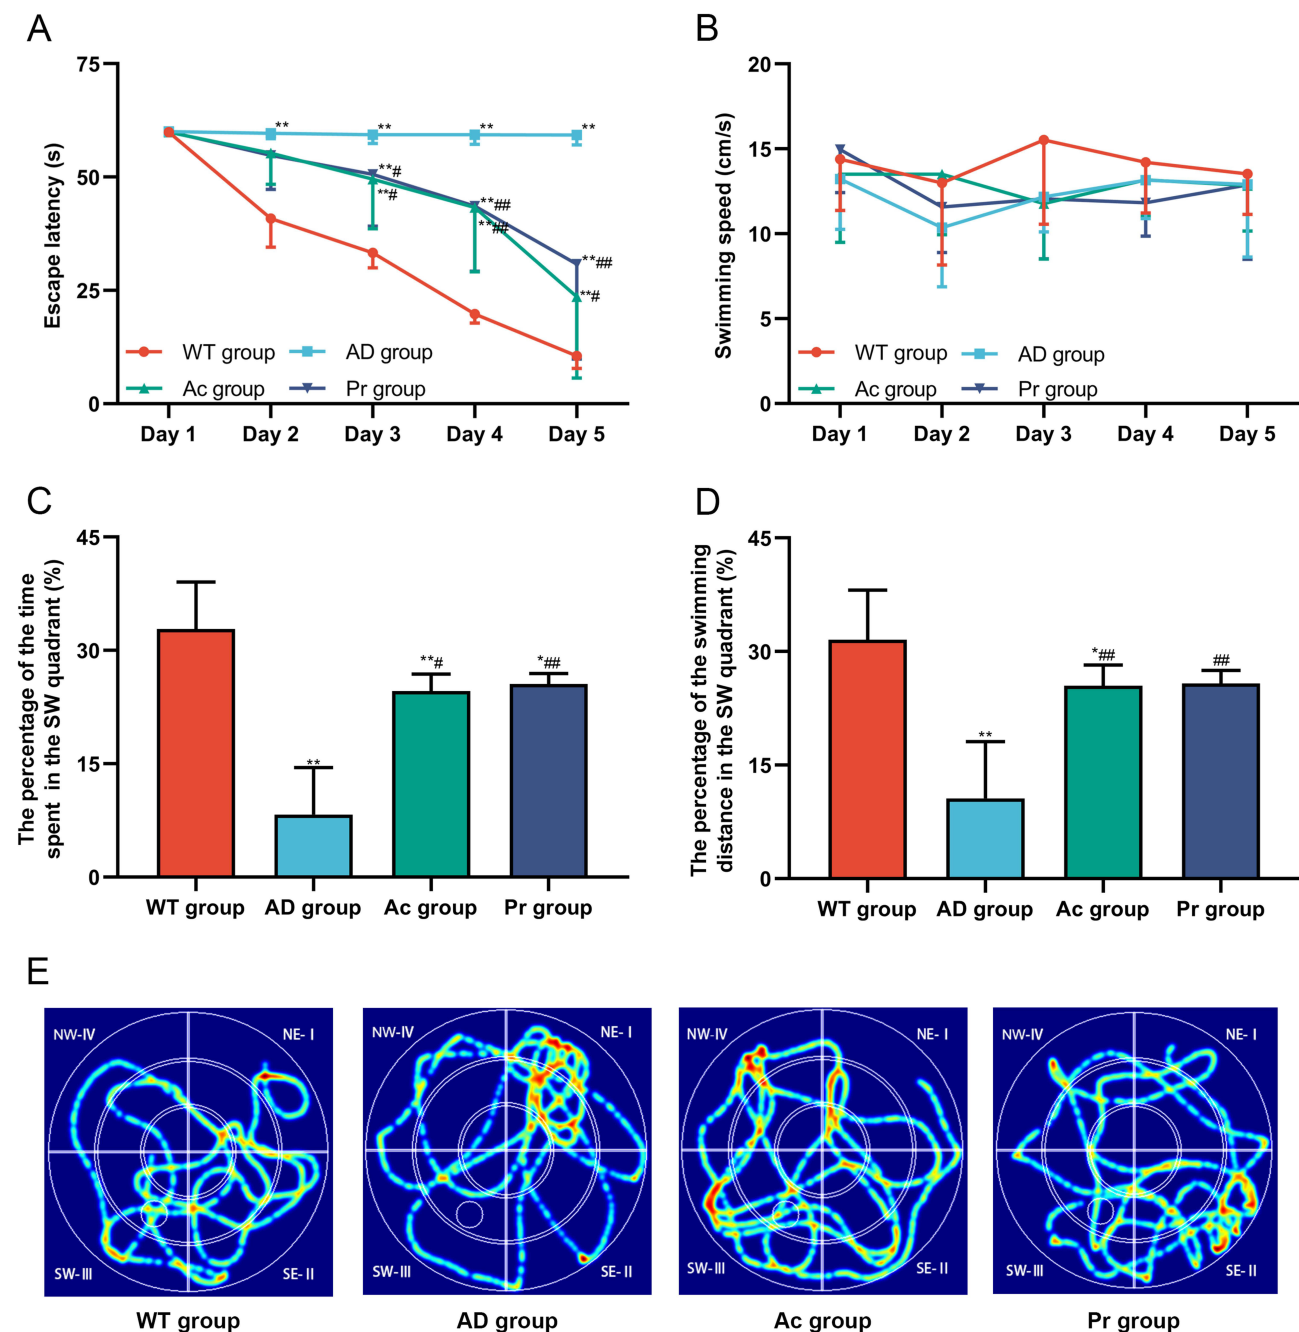 A
Escape latency (s)
75
50
25
0
**
**
**
**
**#
**#
**##
**##
**##
**#
WT group
AD group
Ac group
Pr group
Day 1 Day 2 Day 3 Day 4 Day 5
B
Swimming speed (cm/s)
20
15
10
5
0
WT group
AD group
Ac group
Pr group
Day 1 Day 2 Day 3 Day 4 Day 5
C
The percentage of the time
spent in the SW quadrant (%)
45
30
15
0
**
**#
*##
WT group AD group Ac group Pr group
D
The percentage of the swimming
distance in the SW quadrant (%)
45
30
15
0
**
*##
##
WT group AD group Ac group Pr group
E
NW-IV
NE- I
SW-III
SE-II
WT group
NW-IV
NE- I
SW-III
SE-II
AD group
NW-IV
NE- I
SW-III
SE-II
Ac group
NW-IV
NE- I
SW-III
SE-II
Pr group